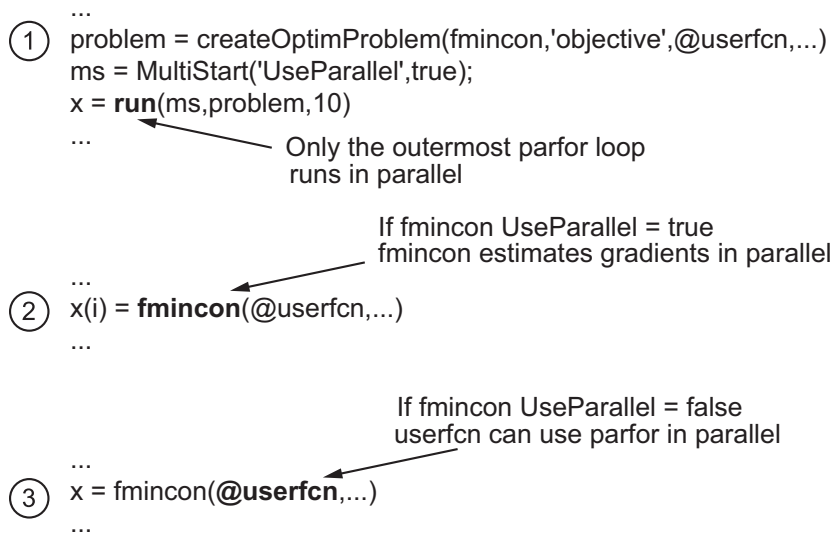 ...
1 problem = createOptimProblem(fmincon,'objective',@userfcn,...)
ms = MultiStart('UseParallel',true);
x = run(ms,problem,10)
...
Only the outermost parfor loop
runs in parallel
If fmincon UseParallel = true
fmincon estimates gradients in parallel
...
2 x(i) = fmincon(@userfcn,...)
...
If fmincon UseParallel = false
userfcn can use parfor in parallel
...
3 x = fmincon(@userfcn,...)
...